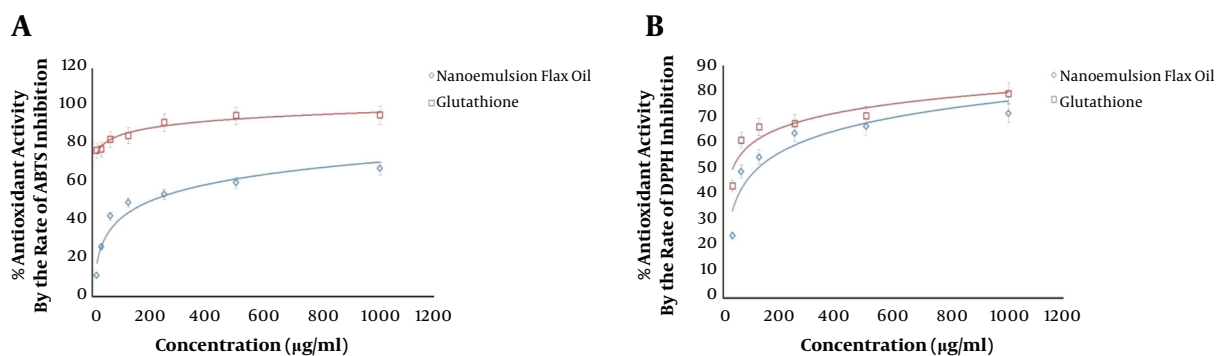 A
% Antioxidant Activity
By the Rate of ABTS Inhibition
120
100
80
60
40
20
0
0 200 400 600 800 1000 1200
Concentration (µg/ml)
Nanoemulsion Flax Oil
Glutathione
B
% Antioxidant Activity
By the Rate of DPPH Inhibition
90
80
70
60
50
40
30
20
10
0
0 200 400 600 800 1000 1200
Concentration (µg/ml)
Nanoemulsion Flax Oil
Glutathione